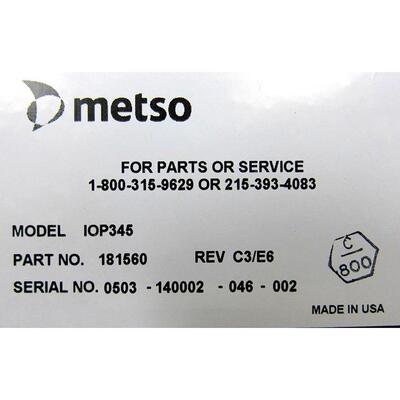 metso
FOR PARTS OR SERVICE
1-800-315-9629 OR 215-393-4083
MODEL IOP345
PART NO. 181560 REV C3/E6
SERIAL NO. 0503 - 140002 - 046 - 002
C
800
MADE IN USA